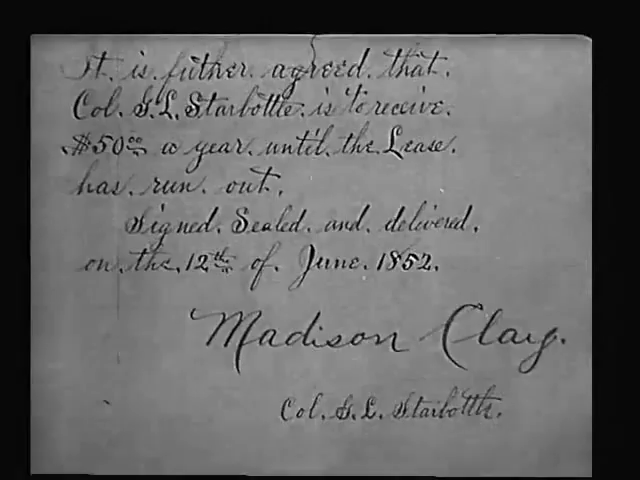 It. is. futher. agreed. that.
Col. G. L. Starbottle. is to receive.
$50 00 a year. until. the. Lease.
has. run. out.
Signed. Sealed. and. delivered.
on. the. 12th of. June. 1852.
Madison Clay.
Col. G. L. Starbottle.